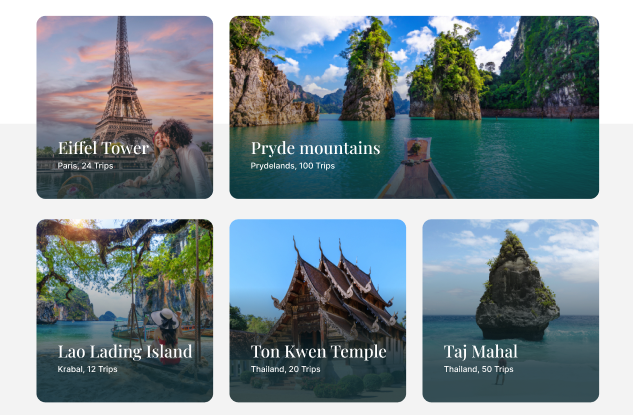 Eiffel Tower
Paris, 24 Trips
Pryde mountains
Prydelands, 100 Trips
Lao Lading Island
Krabal, 12 Trips
Ton Kwen Temple
Thailand, 20 Trips
Taj Mahal
Thailand, 50 Trips